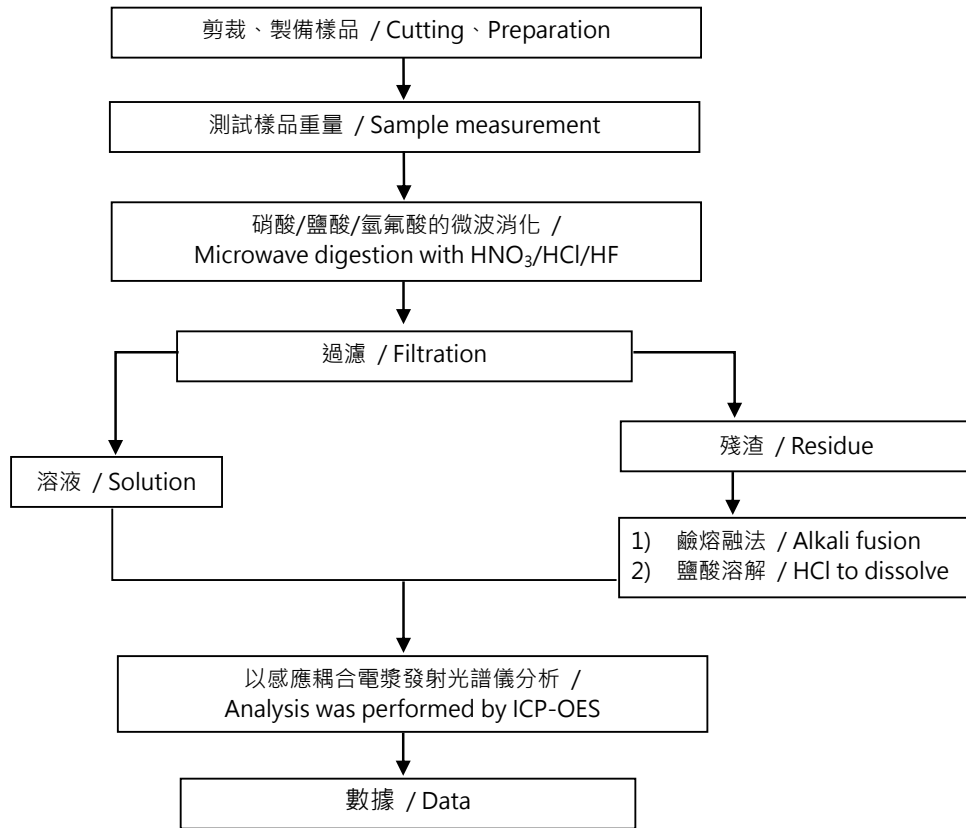 剪裁、製備樣品 / Cutting、Preparation
測試樣品重量 / Sample measurement
硝酸/鹽酸/氫氟酸的微波消化 /
Microwave digestion with HNO₃/HCl/HF
過濾 / Filtration
溶液 / Solution
殘渣 / Residue
1) 鹼熔融法 / Alkali fusion
2) 鹽酸溶解 / HCl to dissolve
以感應耦合電漿發射光譜儀分析 /
Analysis was performed by ICP-OES
數據 / Data